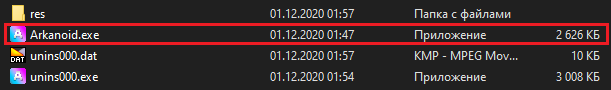 res 01.12.2020 01:57 Папка с файлами
Arkanoid.exe 01.12.2020 01:47 Приложение 2 626 КБ
DAT unins000.dat 01.12.2020 01:57 KMP - MPEG Mov... 10 КБ
unins000.exe 01.12.2020 01:54 Приложение 3 008 КБ